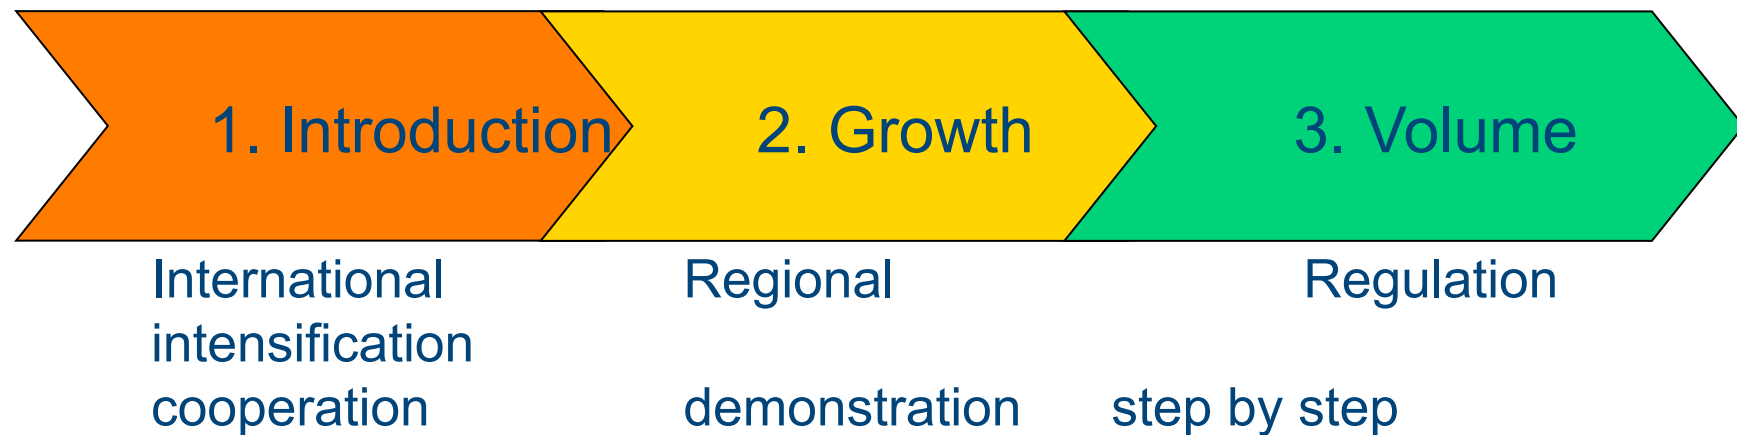 1. Introduction 2. Growth 3. Volume
International Regional Regulation
intensification
cooperation demonstration step by step